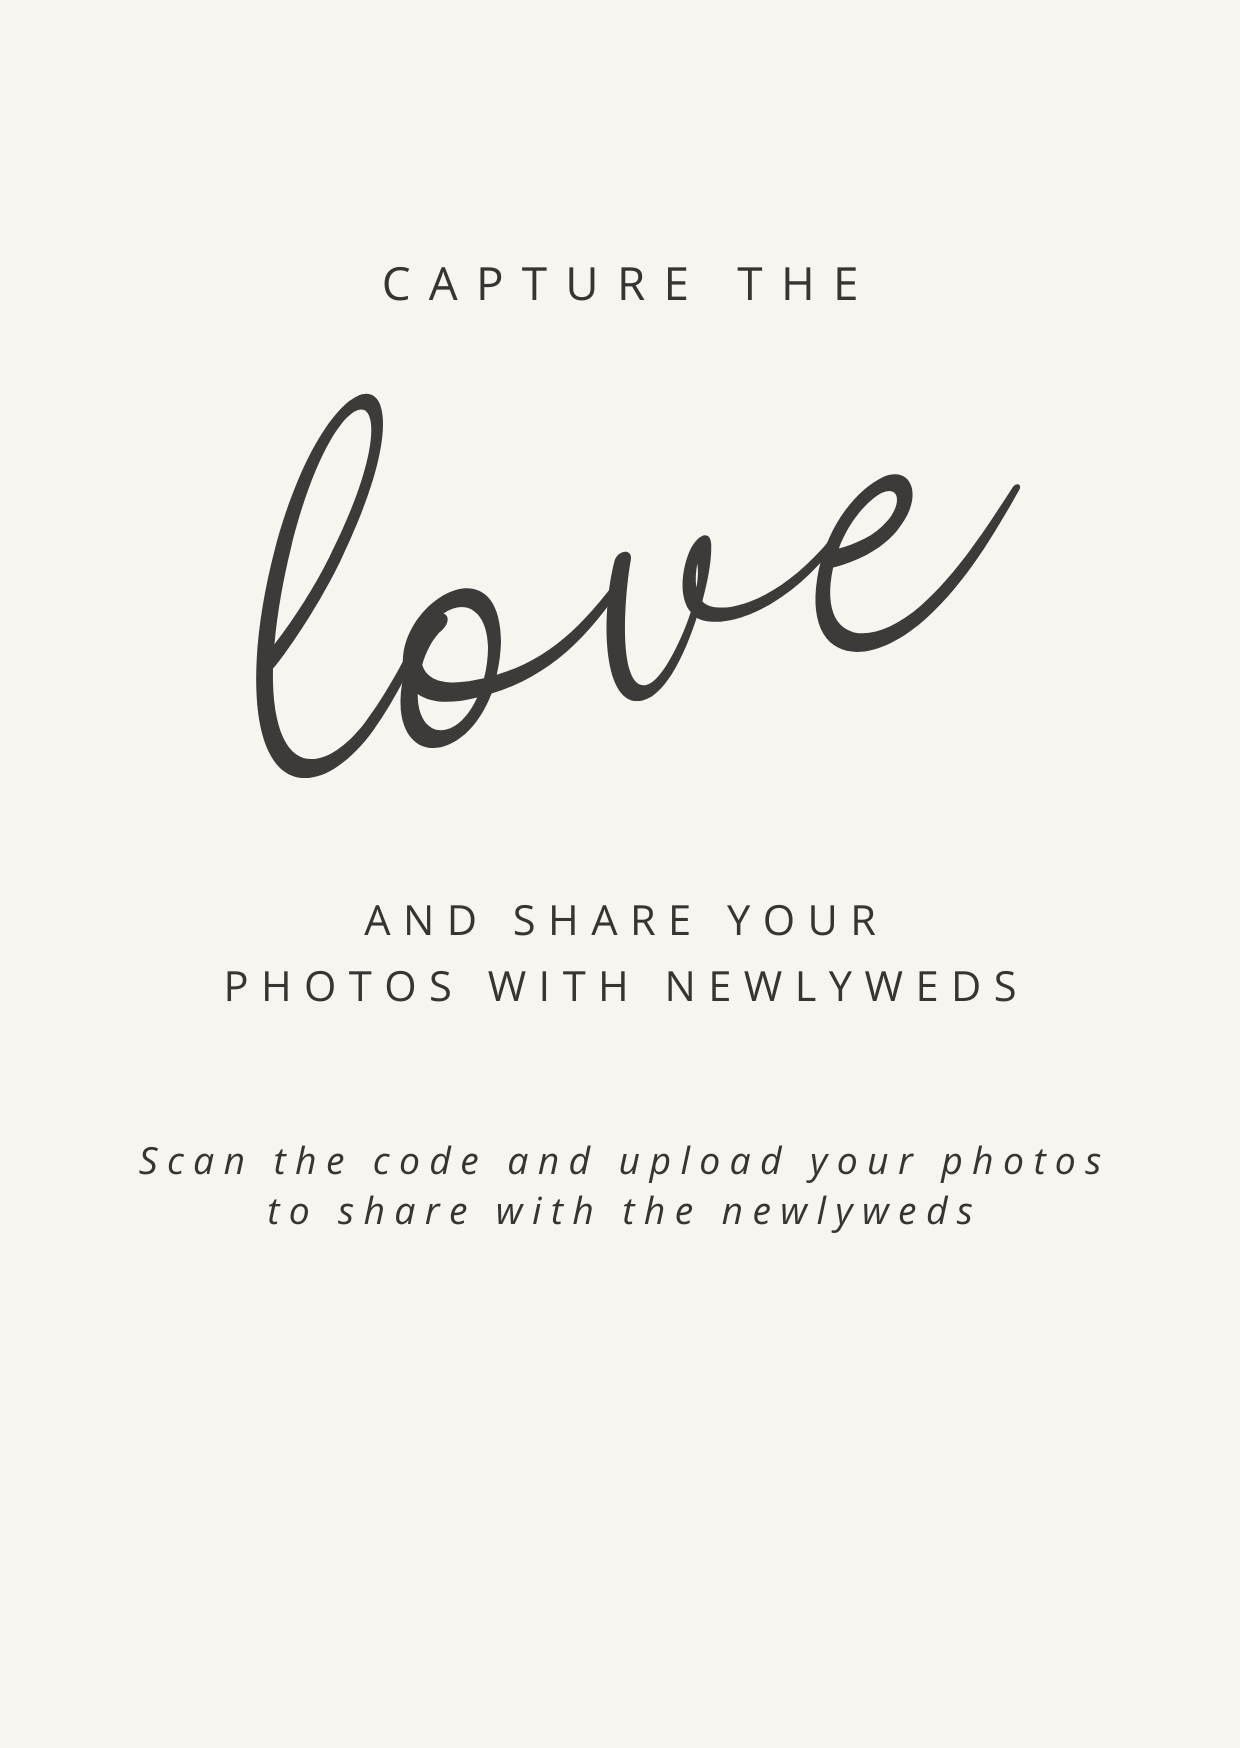 CAPTURE THE
love
AND SHARE YOUR
PHOTOS WITH NEWLYWEDS
Scan the code and upload your photos
to share with the newlyweds